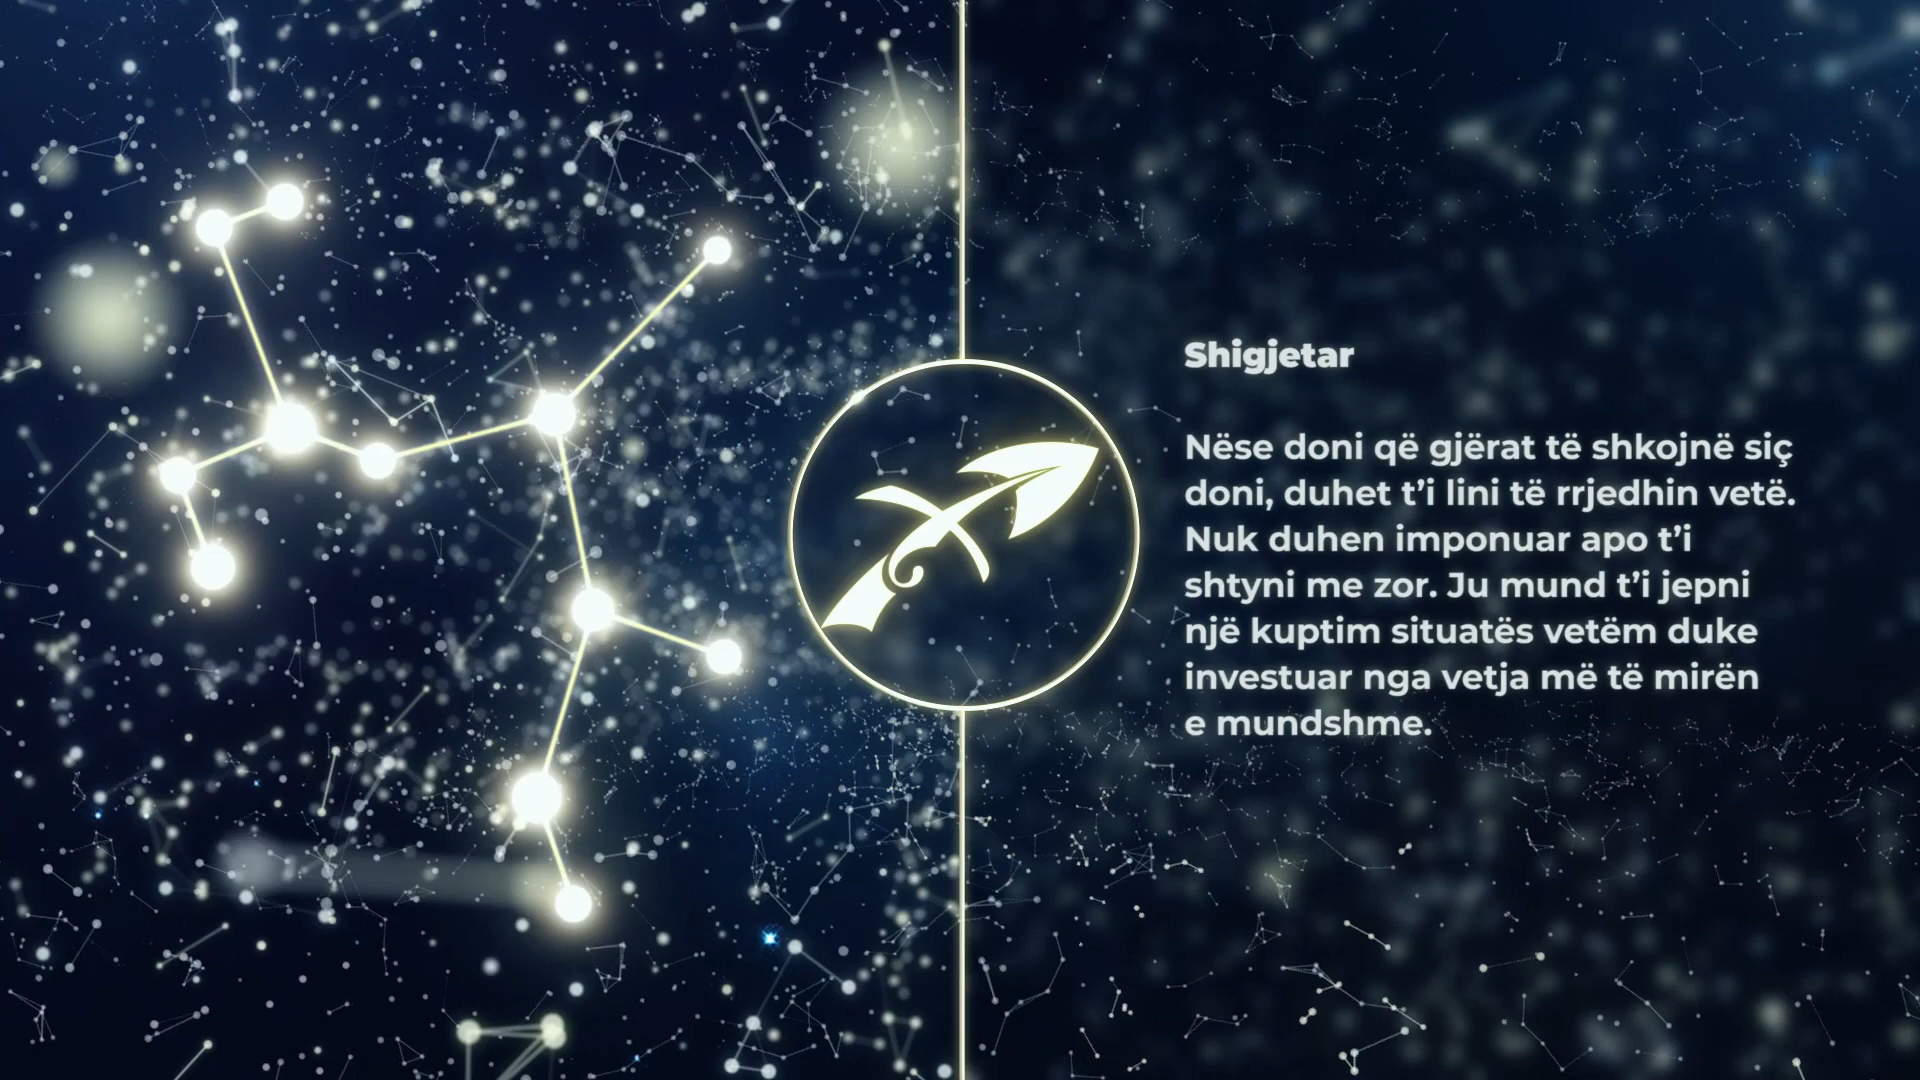 Shigjetar
Nëse doni që gjërat të shkojnë siç
doni, duhet t’i lini të rrjedhin vetë.
Nuk duhen imponuar apo t’i
shtyni me zor. Ju mund t’i jepni
një kuptim situatës vetëm duke
investuar nga vetja më të mirën
e mundshme.